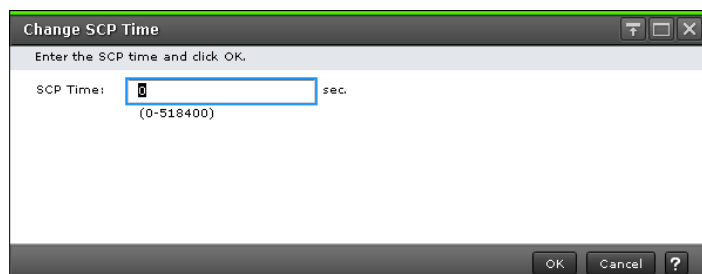 Change SCP Time
Enter the SCP time and click OK.
SCP Time: 0 sec.
(0-518400)
OK Cancel ?